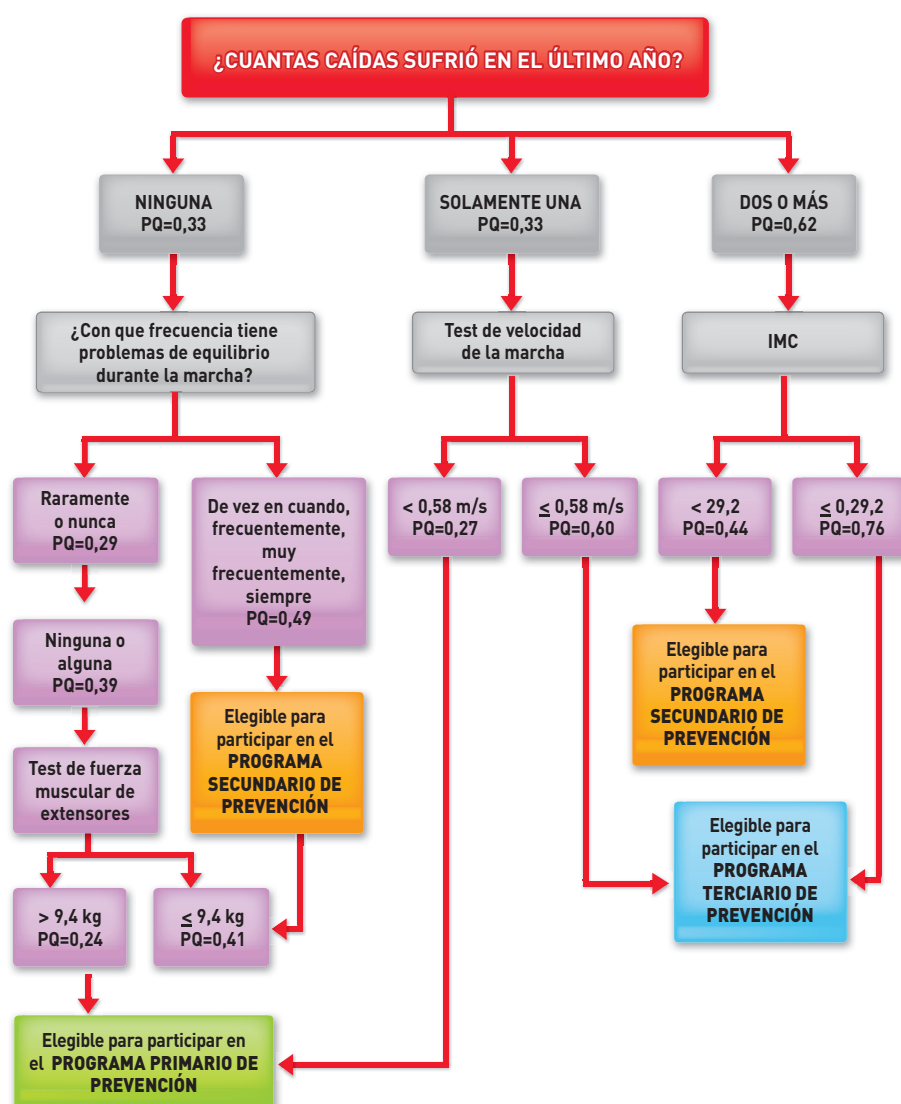 ¿CUANTAS CAÍDAS SUFRIÓ EN EL ÚLTIMO AÑO?
NINGUNA
PQ=0,33
SOLAMENTE UNA
PQ=0,33
DOS O MÁS
PQ=0,62
¿Con que frecuencia tiene
problemas de equilibrio
durante la marcha?
Test de velocidad
de la marcha
IMC
Raramente
o nunca
PQ=0,29
De vez en cuando,
frecuentemente,
muy
frecuentemente,
siempre
PQ=0,49
< 0,58 m/s
PQ=0,27
≤ 0,58 m/s
PQ=0,60
< 29,2
PQ=0,44
≤ 0,29,2
PQ=0,76
Ninguna o
alguna
PQ=0,39
Elegible para
participar en el
PROGRAMA
SECUNDARIO DE
PREVENCIÓN
Elegible para
participar en el
PROGRAMA
SECUNDARIO DE
PREVENCIÓN
Test de fuerza
muscular de
extensores
Elegible para
participar en el
PROGRAMA
TERCIARIO DE
PREVENCIÓN
> 9,4 kg
PQ=0,24
≤ 9,4 kg
PQ=0,41
Elegible para participar en
el PROGRAMA PRIMARIO DE
PREVENCIÓN